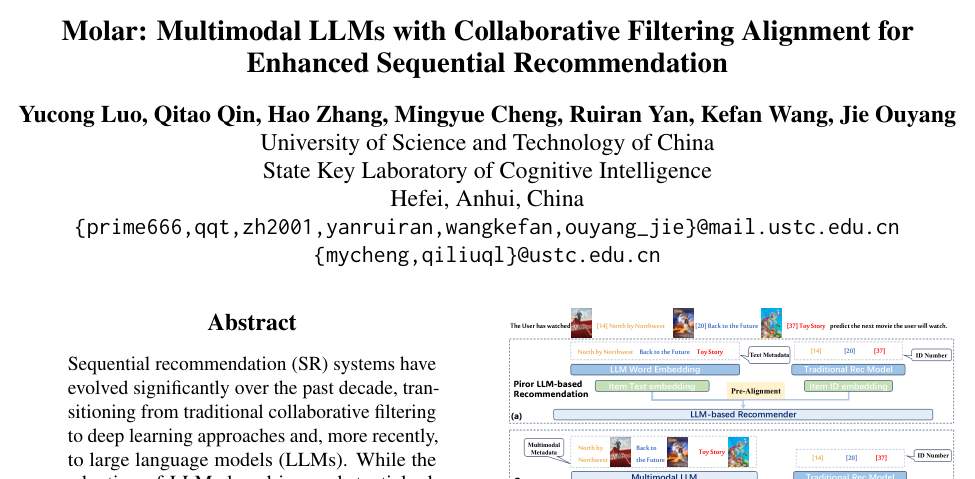 Molar: Multimodal LLMs with Collaborative Filtering Alignment for
Enhanced Sequential Recommendation
Yucong Luo, Qitao Qin, Hao Zhang, Mingyue Cheng, Ruiran Yan, Kefan Wang, Jie Ouyang
University of Science and Technology of China
State Key Laboratory of Cognitive Intelligence
Hefei, Anhui, China
{prime666,qqt,zh2001,yanruiran,wangkefan,ouyang_jie}@mail.ustc.edu.cn
{mycheng,qiliuql}@ustc.edu.cn
Abstract
Sequential recommendation (SR) systems have
evolved significantly over the past decade, tran-
sitioning from traditional collaborative filtering
to deep learning approaches and, more recently,
to large language models (LLMs). While the
The User has watched [14] North by Northwest [20] Back to the Future [37] Toy Story predict the next movie the user will watch.
North by Northwest Back to the Future Toy Story
Text Metadata
[14] [20] [37]
ID Number
LLM Word Embedding
Traditional Rec Model
Piror LLM-based
Recommendation
Item Text embedding
Pre-Alignment
Item ID embedding
(a)
LLM-based Recommender
Multimodal
Metadata
North by
Northwest
Back to
the Future
Toy Story
[14] [20] [37]
ID Number
Multimodal LLM
Traditional Rec Model